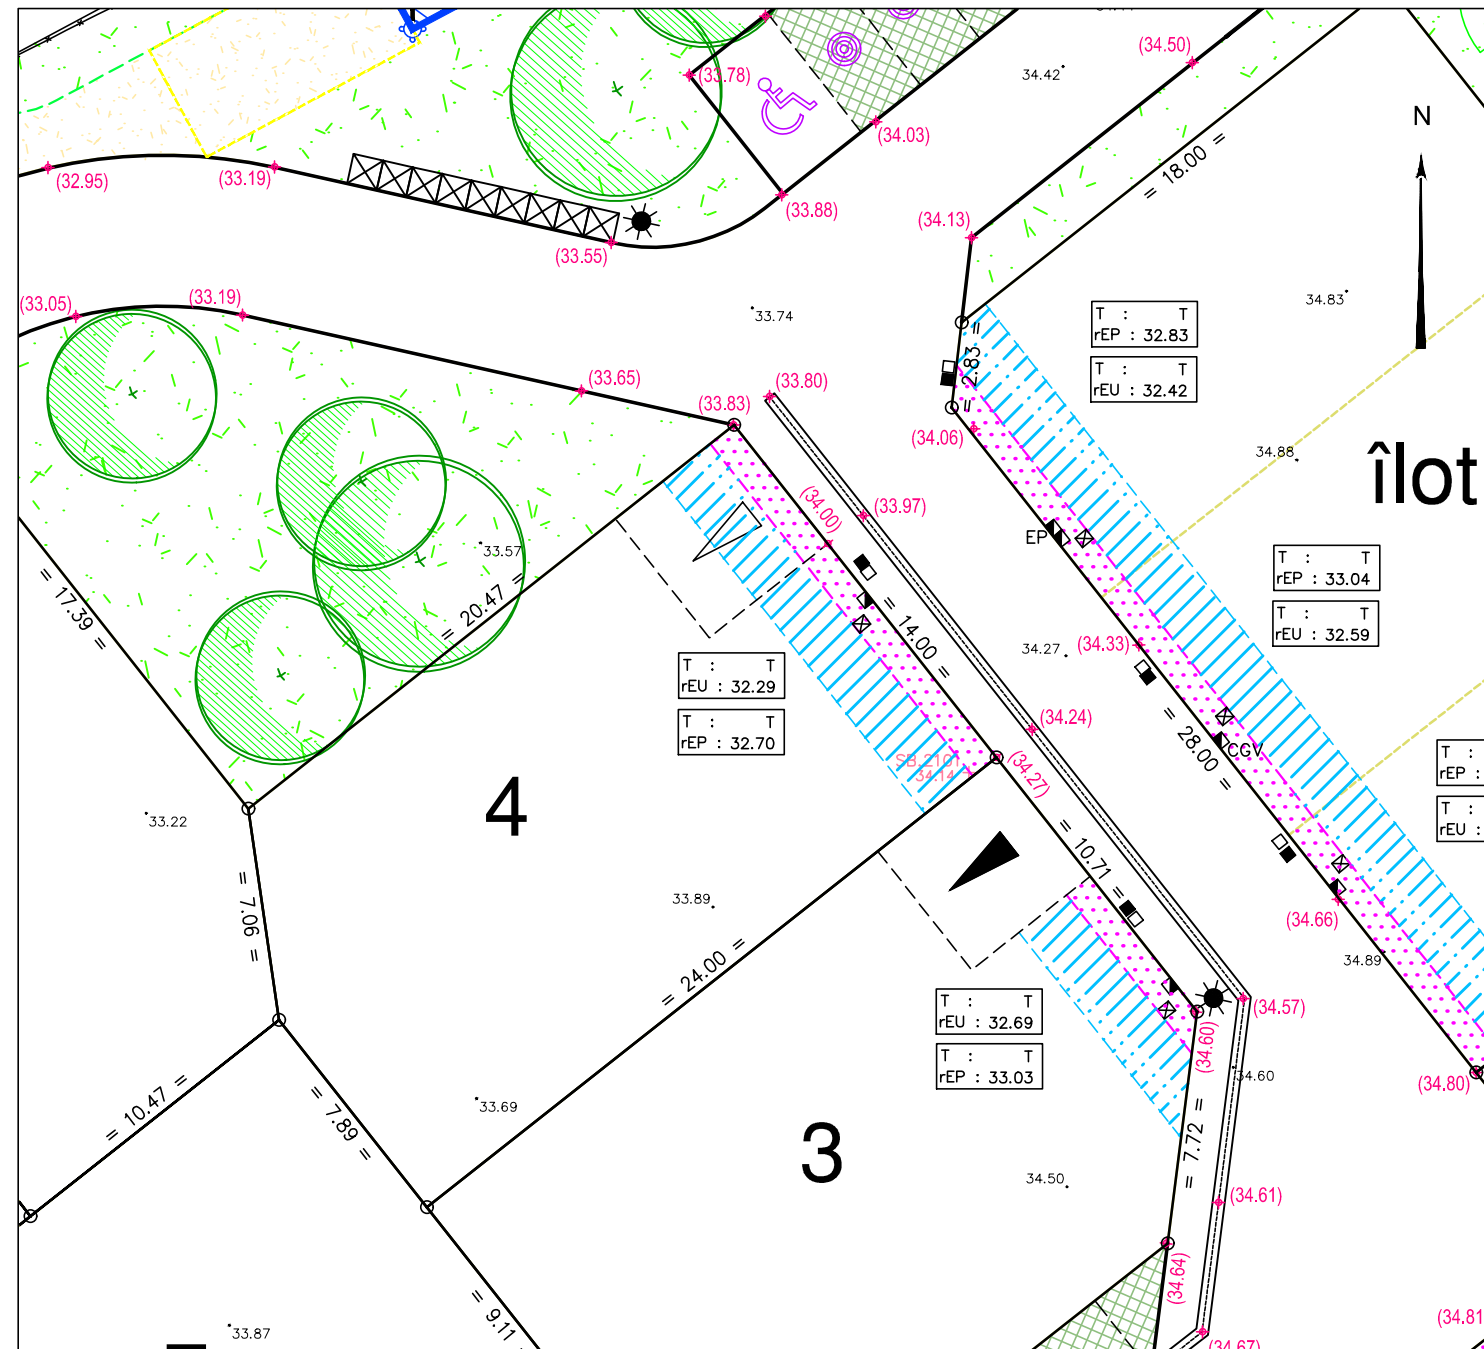 (34.50)
34.42
(33.78)
(34.03)
N
(32.95)
(33.19)
= 18.00 =
(33.88)
(34.13)
(33.55)
(33.05)
(33.19)
34.83
33.74
T : T
rEP : 32.83
= 2.83 =
T : T
rEU : 32.42
(33.65)
(33.80)
(33.83)
(34.06)
34.88
îlot
(33.97)
(34.00)
EP
33.57
T : T
rEP : 33.04
= 17.39 =
= 20.47 =
= 14.00 =
T : T
rEU : 32.59
34.27
(34.33)
T : T
rEU : 32.29
(34.24)
T : T
rEP : 32.70
= 28.00 =
CGV
SB.2101
34.14
(34.27)
T :
rEP :
4
33.22
T :
rEU :
= 10.71 =
33.89
= 7.06 =
(34.66)
= 24.00 =
34.89
T : T
rEU : 32.69
(34.57)
(34.60)
T : T
rEP : 33.03
34.60
(34.80)
= 10.47 =
= 7.89 =
33.69
3
= 7.72 =
34.50
(34.61)
(34.64)
= 9.11
33.87
(34.81
(34.67)